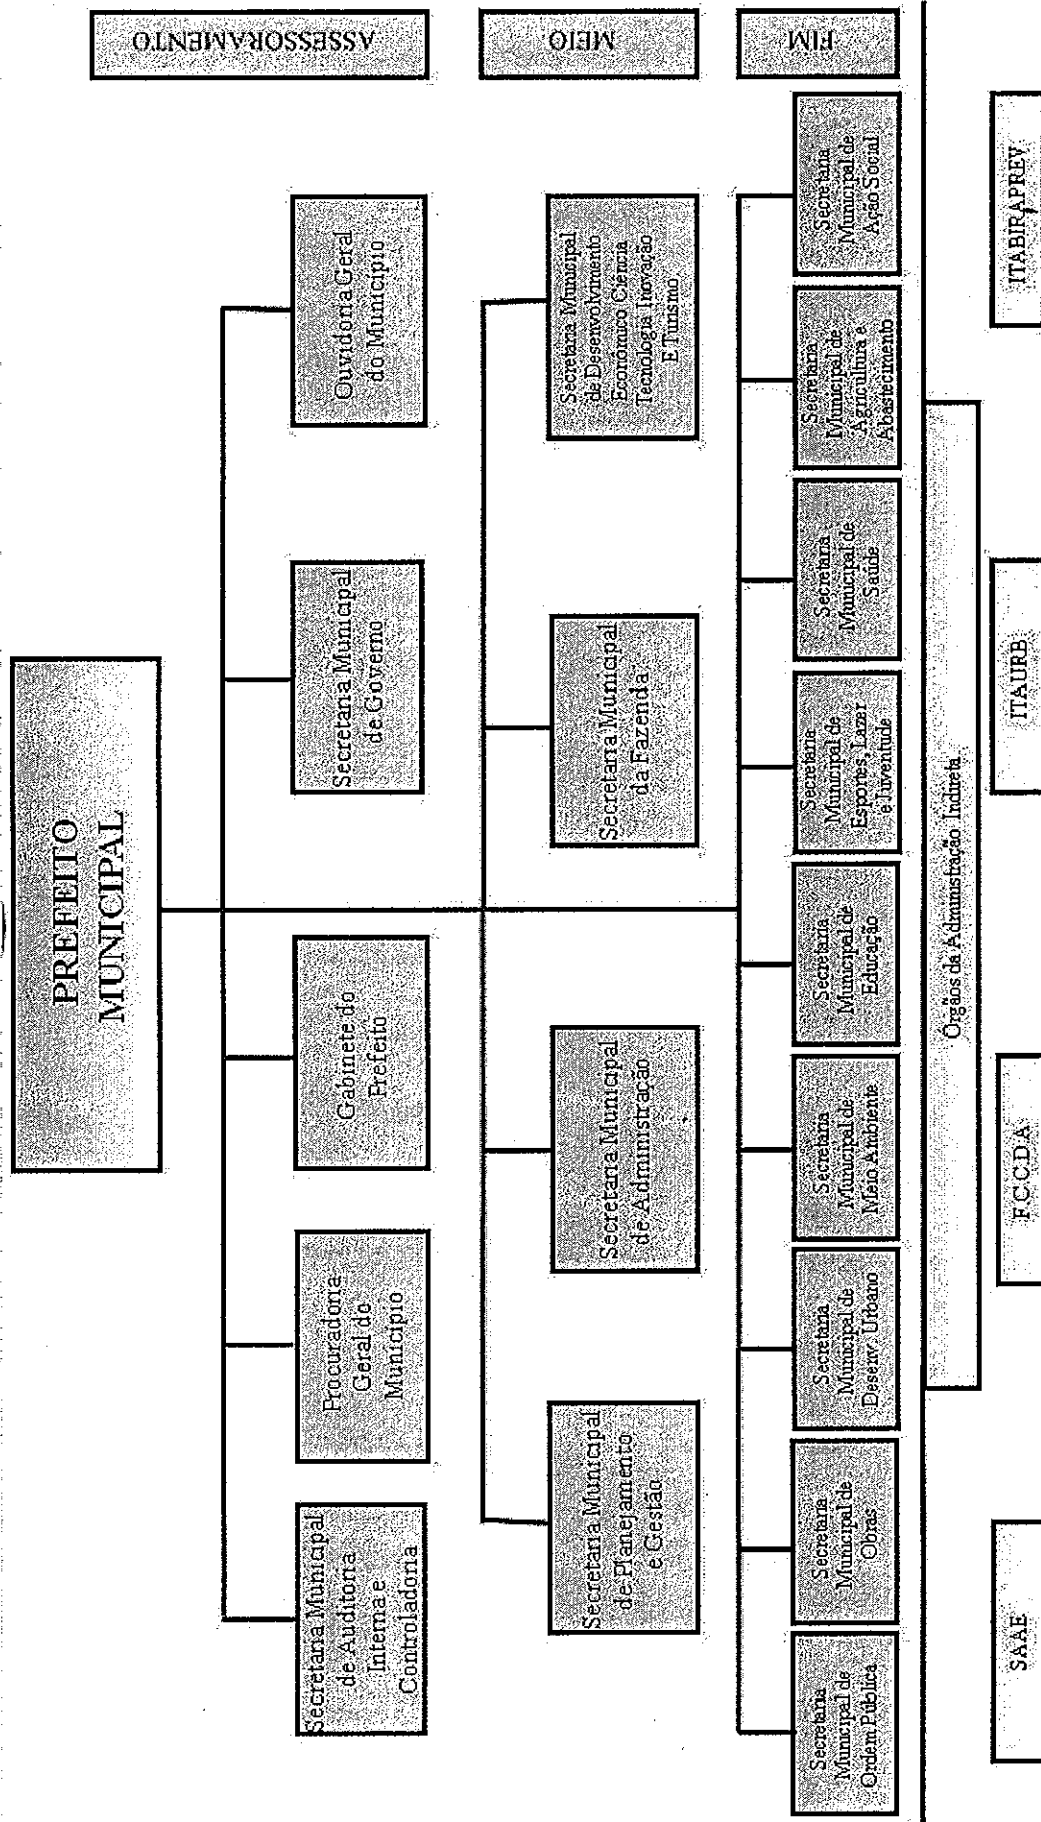 PREFEITO
MUNICIPAL
ASSESSORAMENTO
Secretaria Municipal
de Auditoria
Interna e
Controladoria
Procuradoria
Geral do
Município
Gabinete do
Prefeito
Secretaria Municipal
de Governo
Ouvidoria Geral
do Município
MEIO
Secretaria Municipal
de Planejamento
e Gestão
Secretaria Municipal
de Administração
Secretaria Municipal
da Fazenda
Secretaria Municipal
de Desenvolvimento
Econômico Ciência
Tecnologia Inovação
E Turismo
FIM
Secretaria
Municipal de
Ordem Pública
Secretaria
Municipal de
Obras
Secretaria
Municipal de
Desenv. Urbano
Secretaria
Municipal de
Meio Ambiente
Secretaria
Municipal de
Educação
Secretaria
Municipal de
Esportes, Lazer
e Juventude
Secretaria
Municipal de
Saúde
Secretaria
Municipal de
Agricultura e
Abastecimento
Secretaria
Municipal de
Ação Social
Órgãos da Administração Indireta
SAAE
F.C.C.D.A
ITAURB
ITABIRAPREV